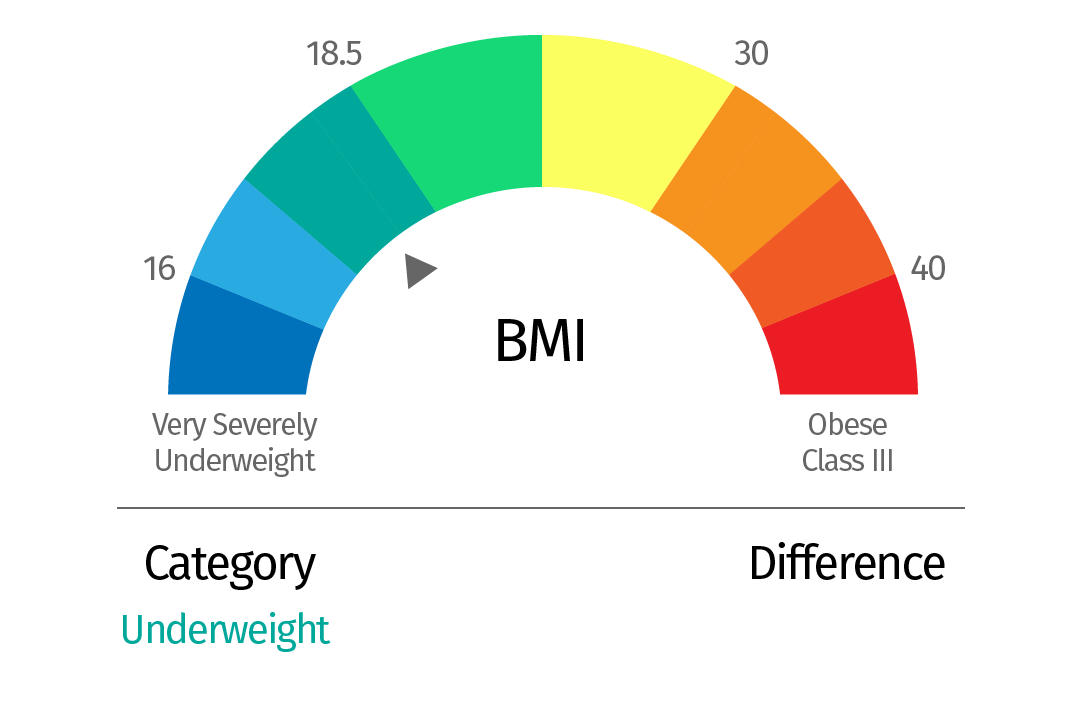 18.5
30
16
40
BMI
Very Severely
Underweight
Obese
Class III
Category
Difference
Underweight